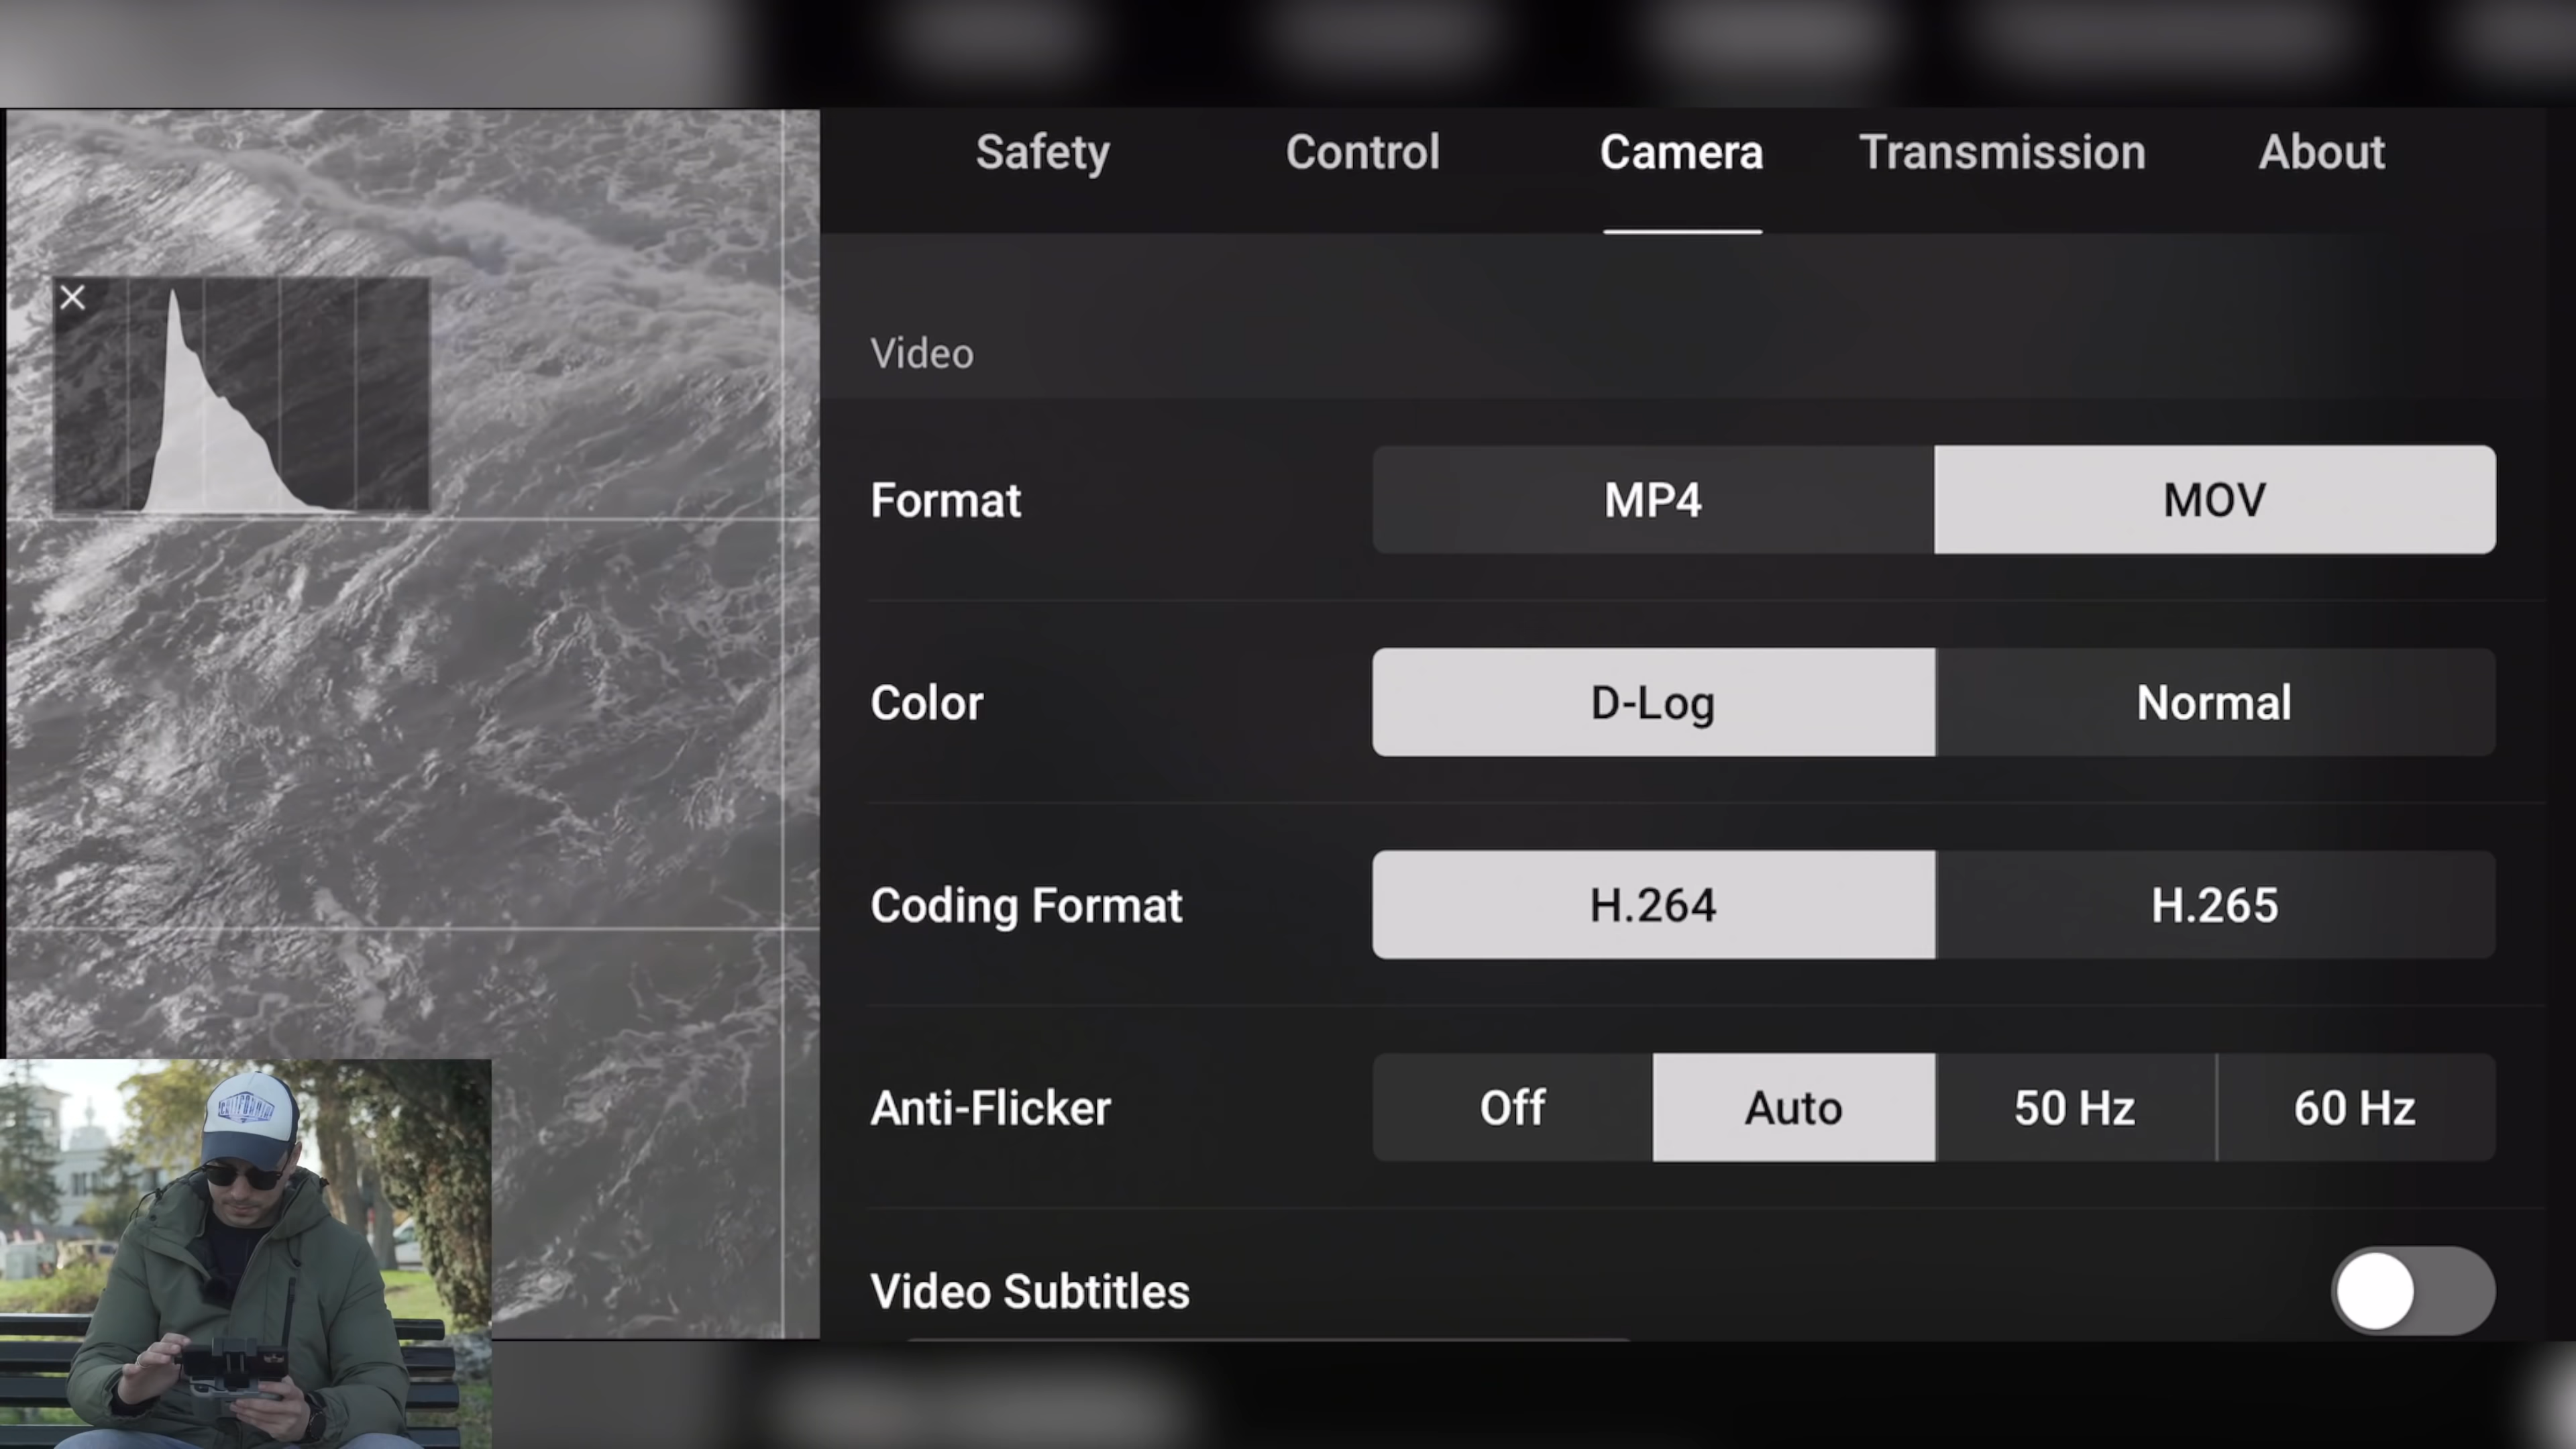 Safety Control Camera Transmission About
Video
Format MP4 MOV
Color D-Log Normal
Coding Format H.264 H.265
Anti-Flicker Off Auto 50 Hz 60 Hz
Video Subtitles
CALIFORNIA